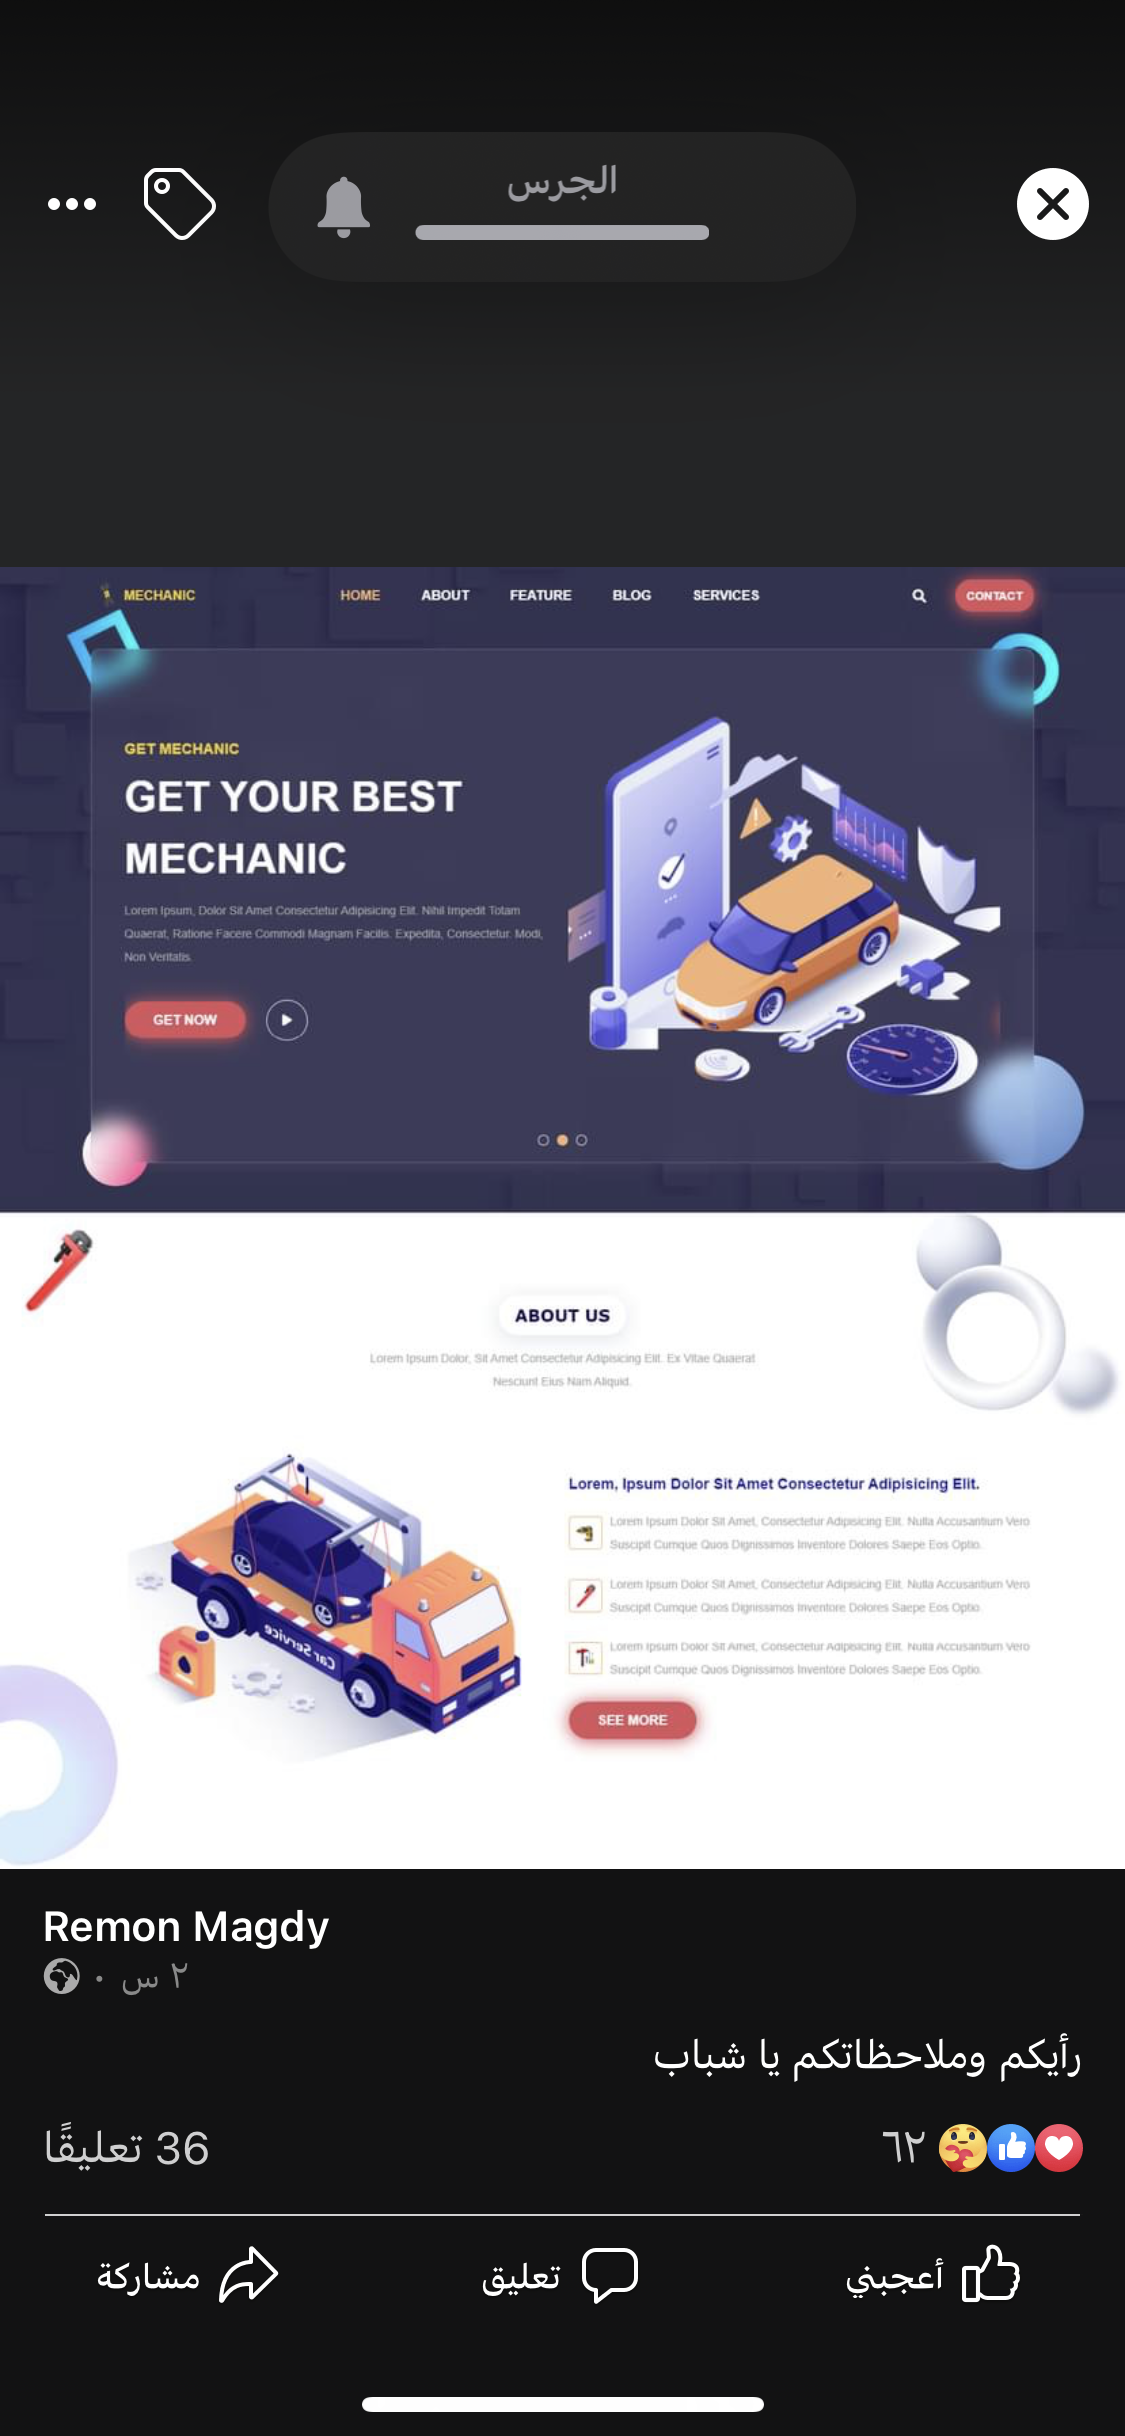 الجرس
MECHANIC
HOME ABOUT FEATURE BLOG SERVICES
CONTACT
GET MECHANIC
GET YOUR BEST
MECHANIC
Lorem Ipsum, Dolor Sit Amet Consectetur Adipisicing Elit. Nihil Impedit Totam
Quaerat, Ratione Facere Commodi Magnam Facilis. Expedita, Consectetur. Modi,
Non Veritatis.
GET NOW
ABOUT US
Lorem Ipsum Dolor, Sit Amet Consectetur Adipisicing Elit. Ex Vitae Quaerat
Nesciunt Eius Nam Aliquid.
Car Service
Lorem, Ipsum Dolor Sit Amet Consectetur Adipisicing Elit.
Lorem Ipsum Dolor Sit Amet, Consectetur Adipisicing Elit. Nulla Accusantium Vero
Suscipit Cumque Quos Dignissimos Inventore Dolores Saepe Eos Optio.
Lorem Ipsum Dolor Sit Amet, Consectetur Adipisicing Elit. Nulla Accusantium Vero
Suscipit Cumque Quos Dignissimos Inventore Dolores Saepe Eos Optio.
Lorem Ipsum Dolor Sit Amet, Consectetur Adipisicing Elit. Nulla Accusantium Vero
Suscipit Cumque Quos Dignissimos Inventore Dolores Saepe Eos Optio.
SEE MORE
Remon Magdy
٢ س ·
رأيكم وملاحظاتكم يا شباب
٦٢
36 تعليقًا
أعجبني
تعليق
مشاركة